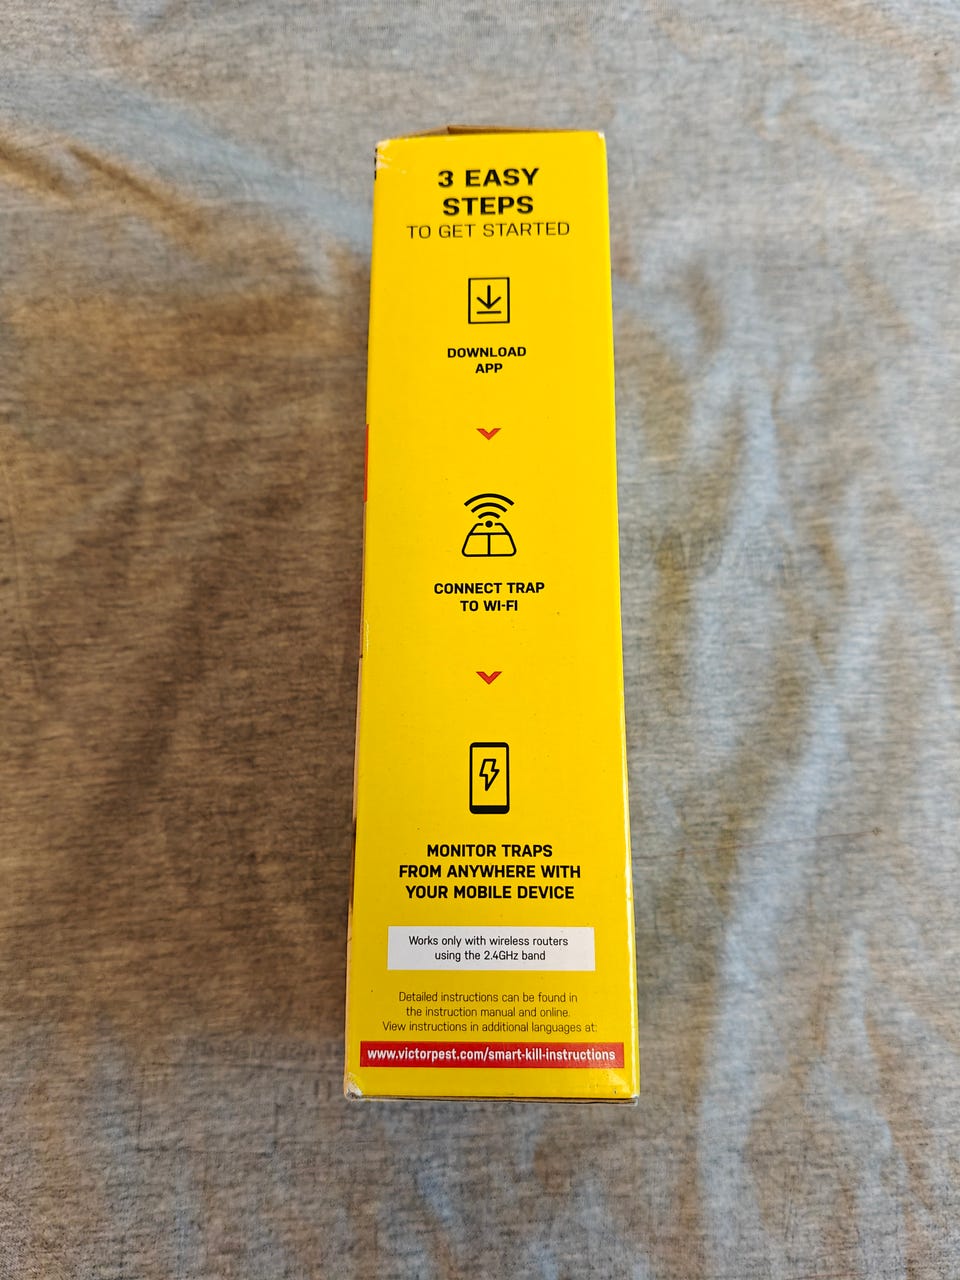 3 EASY
STEPS
TO GET STARTED
DOWNLOAD
APP
CONNECT TRAP
TO WI-FI
MONITOR TRAPS
FROM ANYWHERE WITH
YOUR MOBILE DEVICE
Works only with wireless routers
using the 2.4GHz band
Detailed instructions can be found in
the instruction manual and online.
View instructions in additional languages at:
www.victorpest.com/smart-kill-instructions